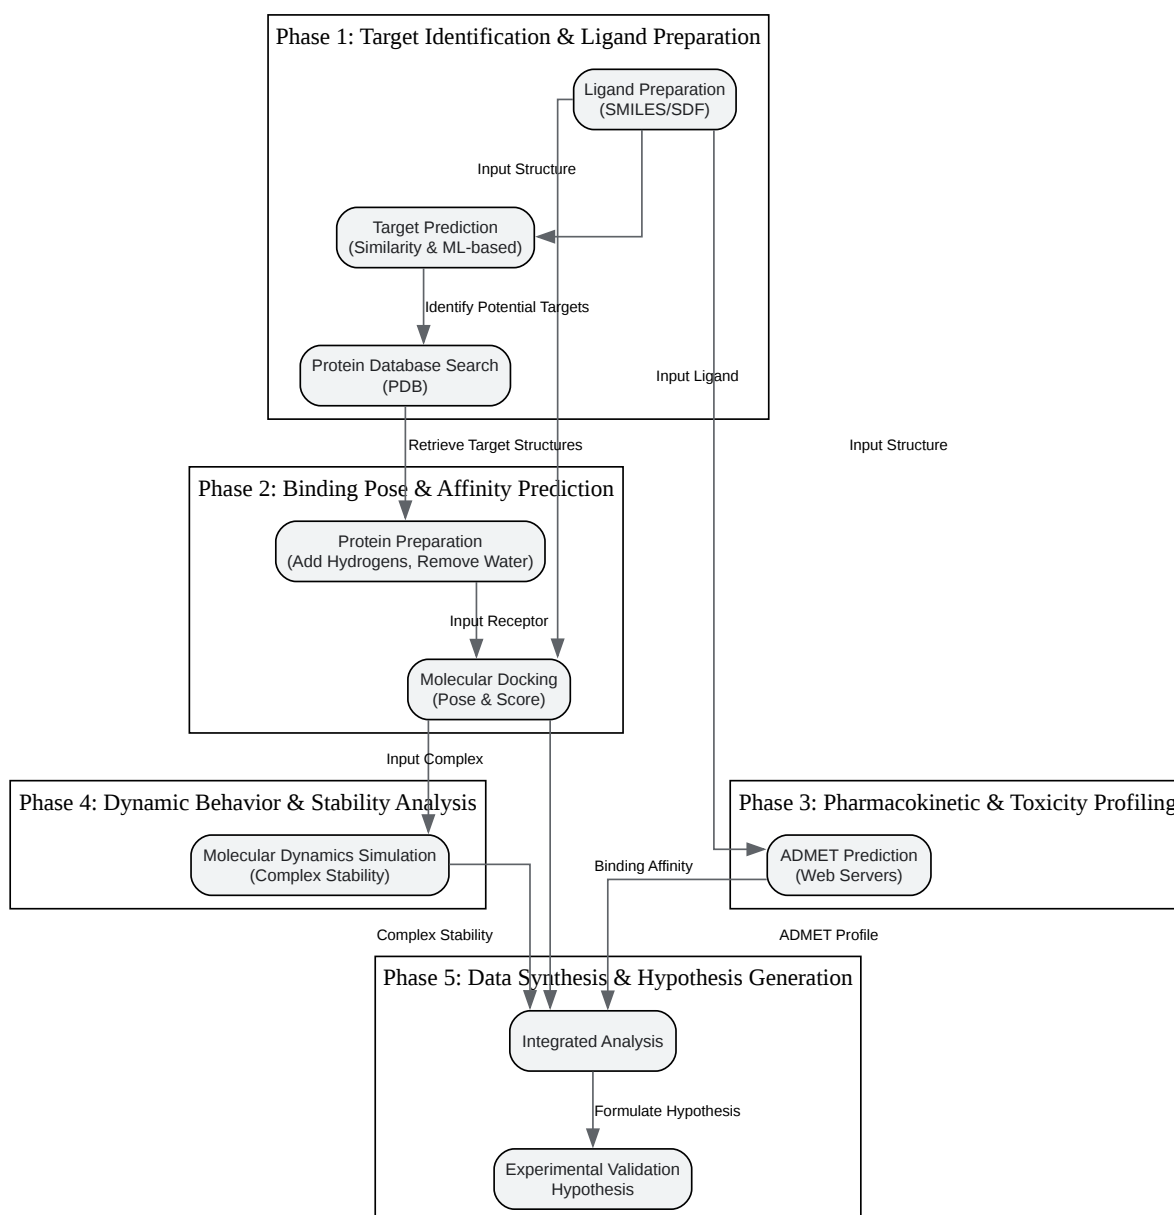 Phase 1: Target Identification & Ligand Preparation
Ligand Preparation
(SMILES/SDF)
Input Structure
Target Prediction
(Similarity & ML-based)
Identify Potential Targets
Protein Database Search
(PDB)
Input Ligand
Retrieve Target Structures
Input Structure
Phase 2: Binding Pose & Affinity Prediction
Protein Preparation
(Add Hydrogens, Remove Water)
Input Receptor
Molecular Docking
(Pose & Score)
Input Complex
Phase 4: Dynamic Behavior & Stability Analysis
Molecular Dynamics Simulation
(Complex Stability)
Phase 3: Pharmacokinetic & Toxicity Profiling
ADMET Prediction
(Web Servers)
Binding Affinity
Complex Stability
ADMET Profile
Phase 5: Data Synthesis & Hypothesis Generation
Integrated Analysis
Formulate Hypothesis
Experimental Validation
Hypothesis